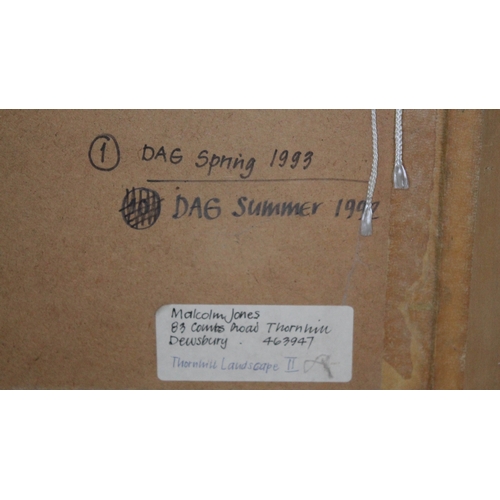 1 DAG Spring 1993
DAG Summer 1992
Malcolm Jones
83 Combs Road Thornhill
Dewsbury . 463947
Thornhill Landscape II